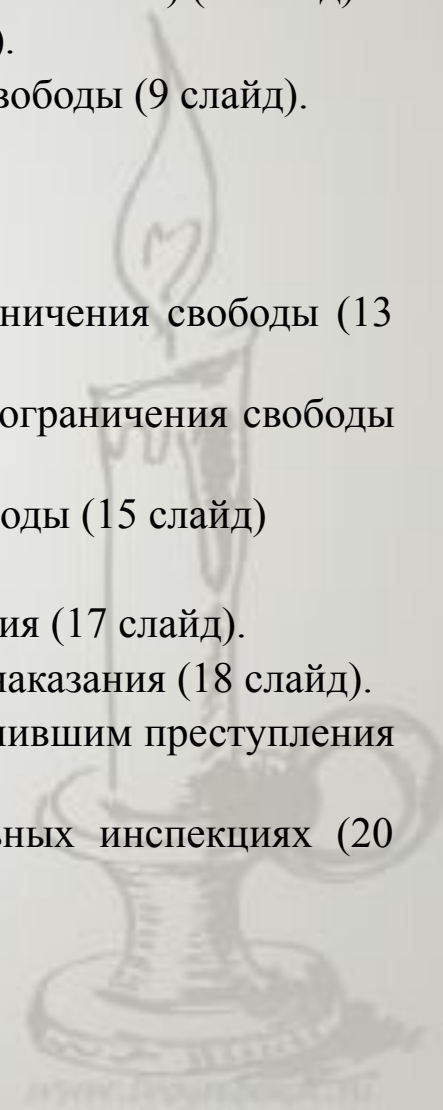 ).
вободы (9 слайд).
ничения свободы (13
ограничения свободы
оды (15 слайд)
ия (17 слайд).
наказания (18 слайд).
нившим преступления
ьных инспекциях (20